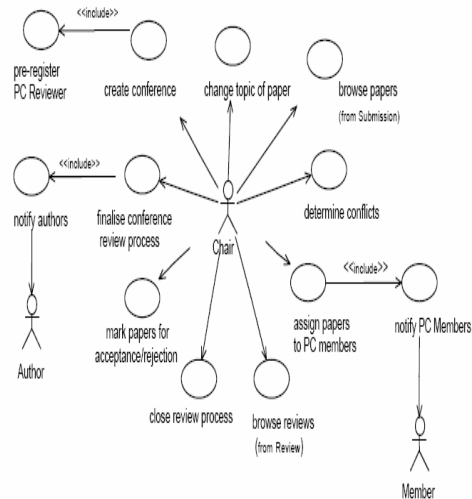 <<include>>
pre-register
PC Reviewer
create conference
change topic of paper
browse papers
(from Submission)
<<include>>
notify authors
finalise conference
review process
Chair
determine conflicts
<<include>>
mark papers for
acceptance/rejection
assign papers
to PC members
notify PC Members
Author
close review process
browse reviews
(from Review)
Member